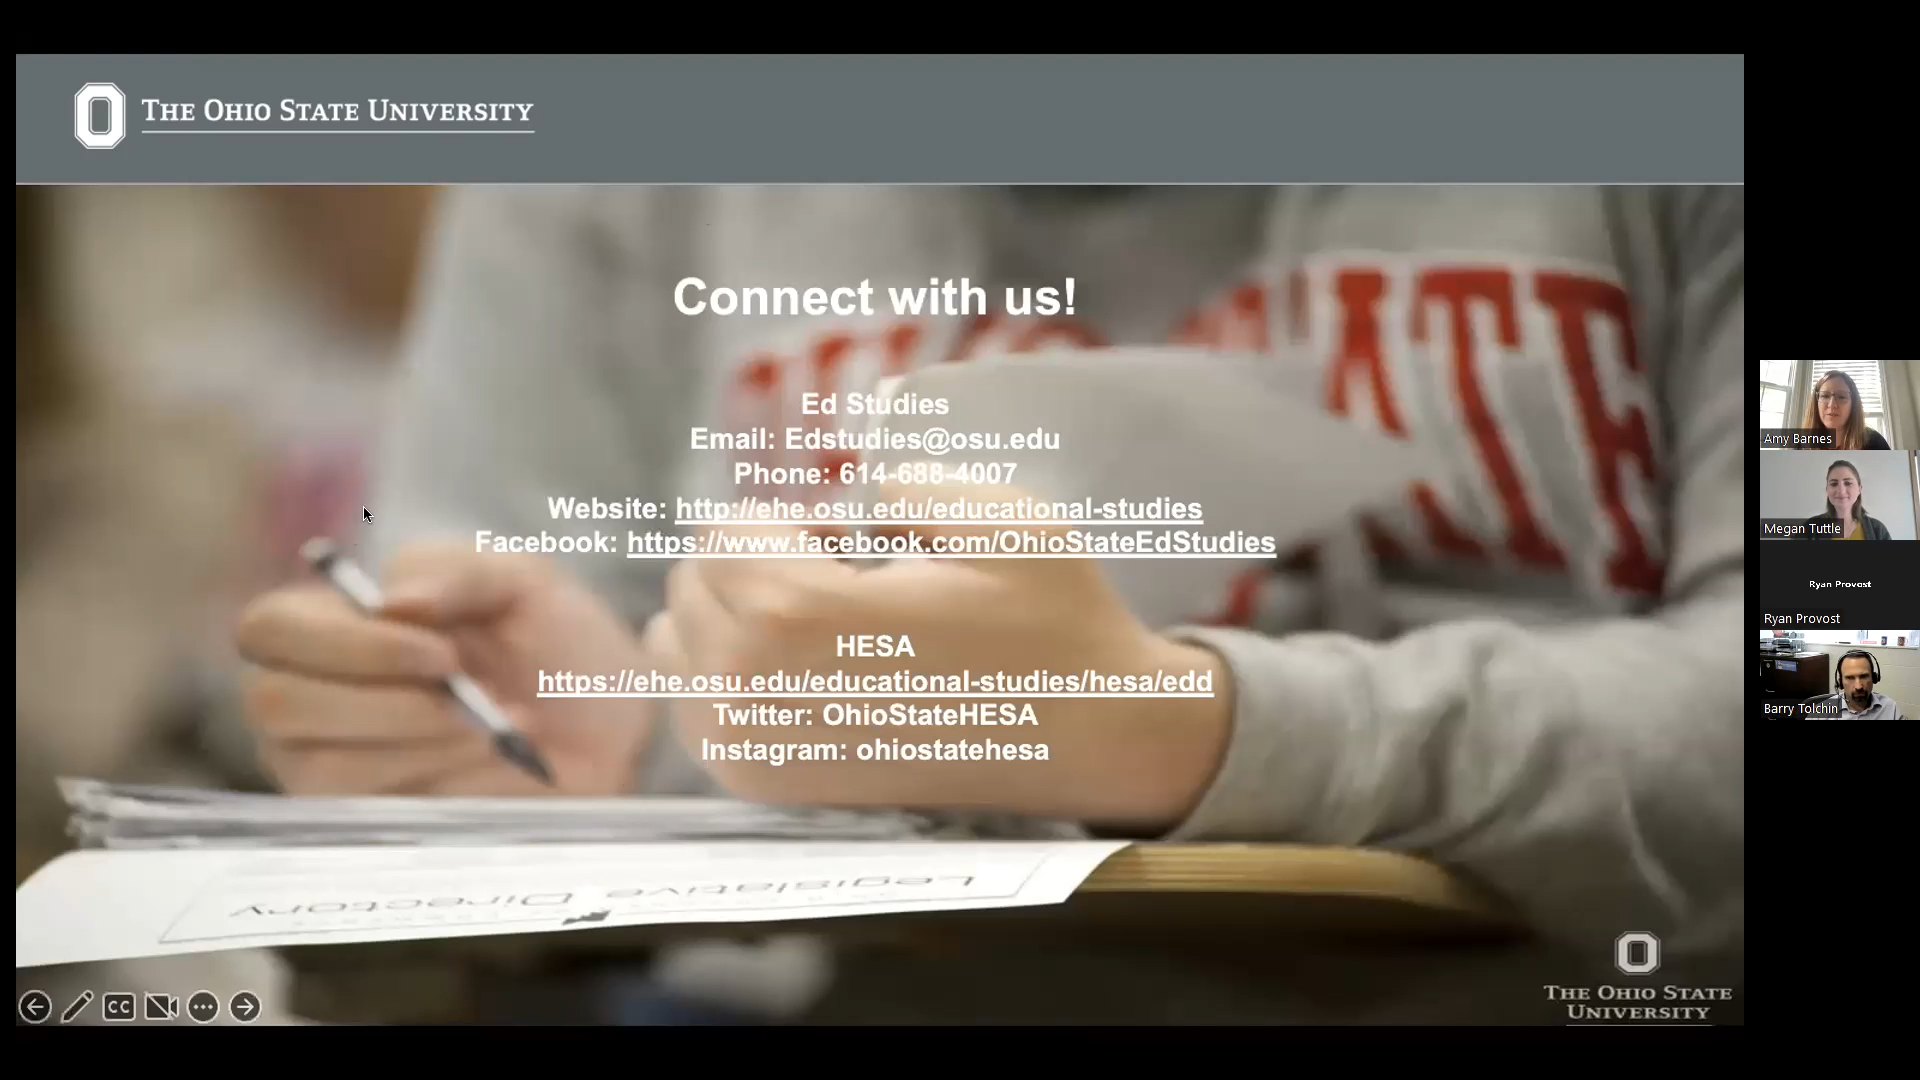 THE OHIO STATE UNIVERSITY
Connect with us!
Ed Studies
Email: Edstudies@osu.edu
Phone: 614-688-4007
Website: http://ehe.osu.edu/educational-studies
Facebook: https://www.facebook.com/OhioStateEdStudies
HESA
https://ehe.osu.edu/educational-studies/hesa/edd
Twitter: OhioStateHESA
Instagram: ohiostatehesa
Legislative Directory
CC
THE OHIO STATE
UNIVERSITY
Amy Barnes
Megan Tuttle
Ryan Provost
Ryan Provost
Barry Tolchin